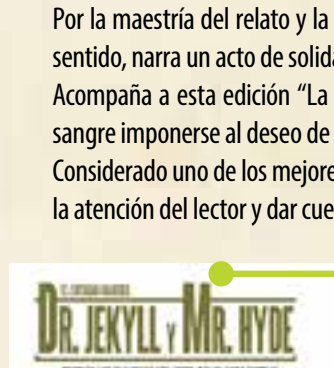 Por la maestría del relato y la
sentido, narra un acto de solida
Acompaña a esta edición “La
sangre imponerse al deseo de
Considerado uno de los mejore
la atención del lector y dar cue
DR. JEKYLL Y MR. HYDE